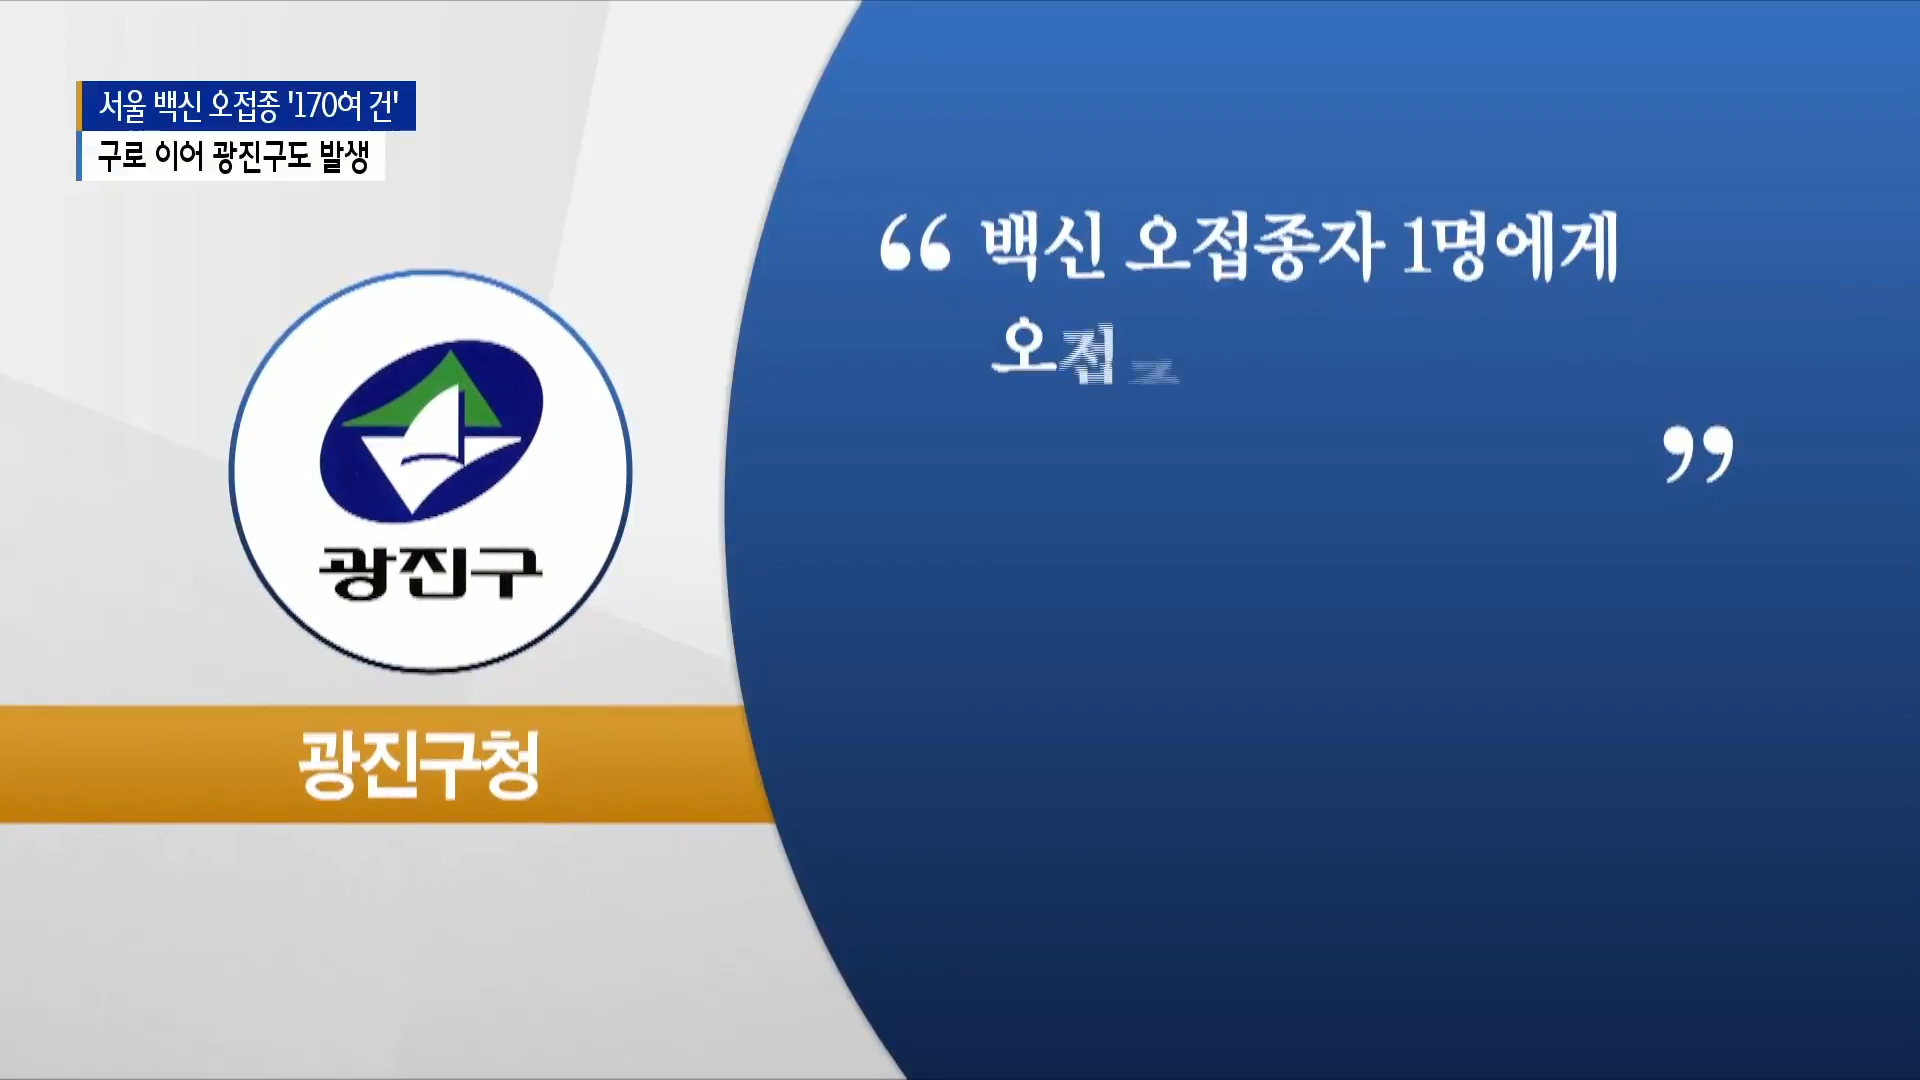 서울 백신 오접종 '170여 건'
구로 이어 광진구도 발생
“ 백신 오접종자 1명에게
오접
”
광진구
광진구청